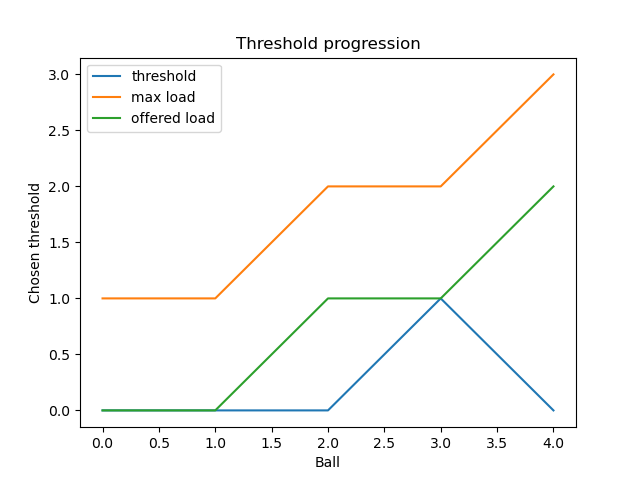 Threshold progression
threshold
max load
offered load
Chosen threshold
3.0
2.5
2.0
1.5
1.0
0.5
0.0
0.0 0.5 1.0 1.5 2.0 2.5 3.0 3.5 4.0
Ball